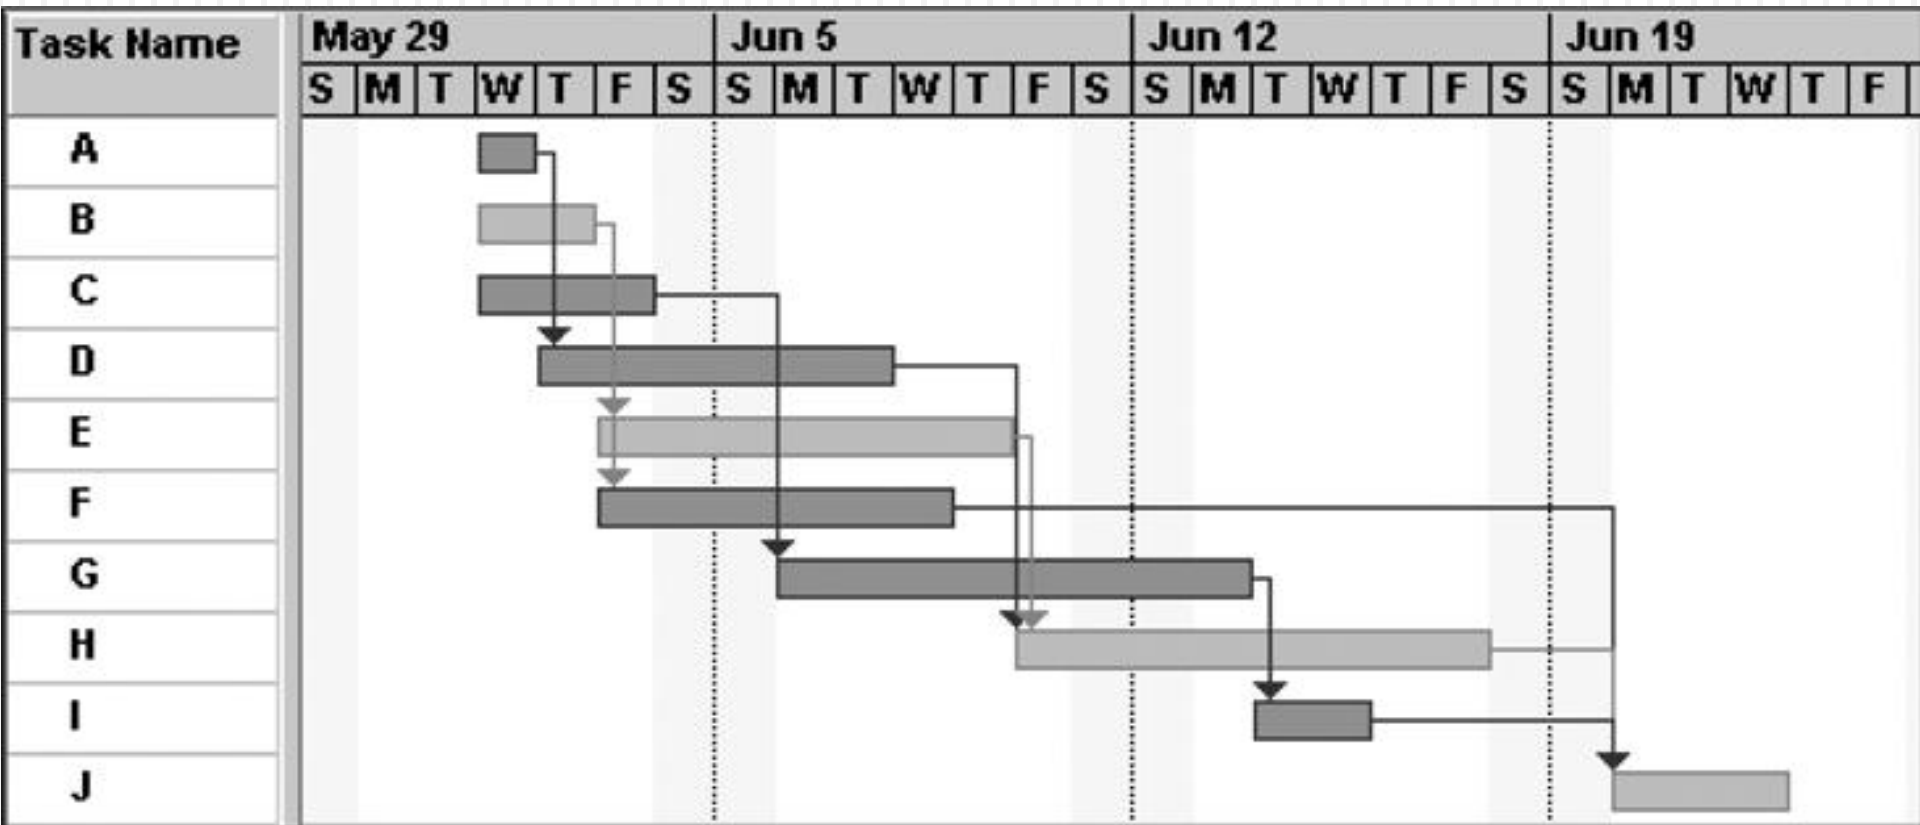 Task Name May 29 Jun 5 Jun 12 Jun 19
S M T W T F S S M T W T F S S M T W T F S S M T W T F
A
B
C
D
E
F
G
H
I
J